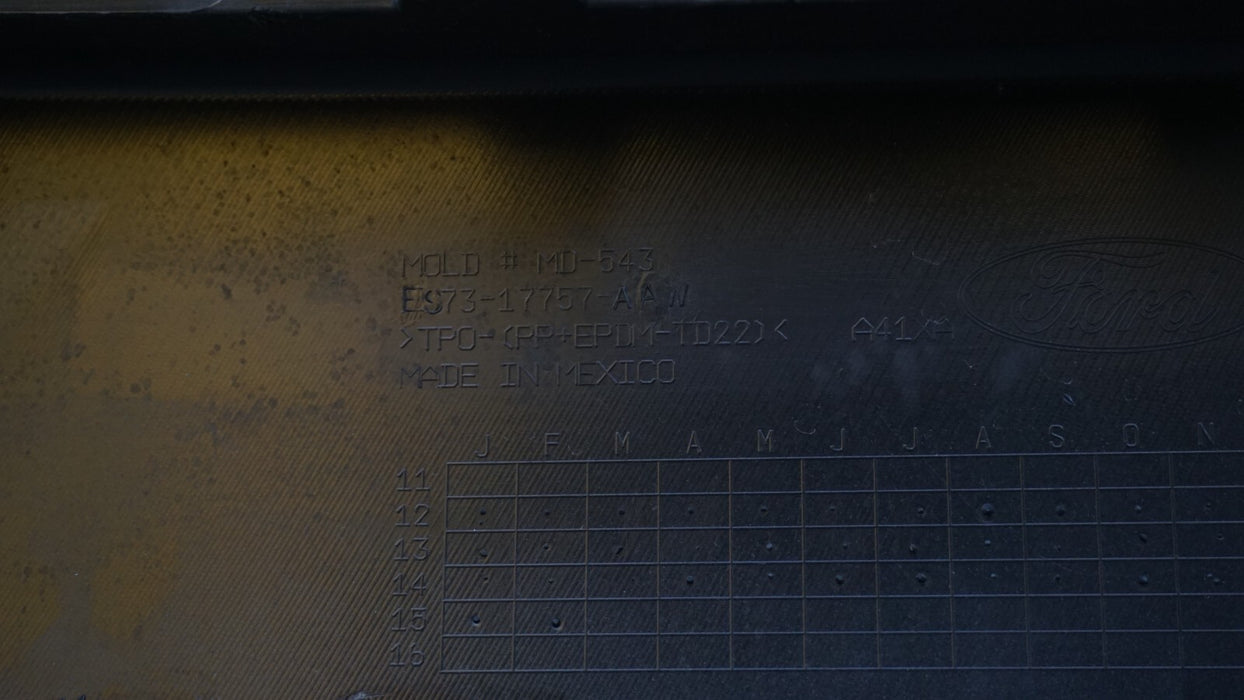 MOLD # MD-543
ES73-17757-AAW
>TPO-(PP+EPDM-TD22)<
Ford
MADE IN MEXICO
J F M A M J J A S O N
11
12
13
14
15
16